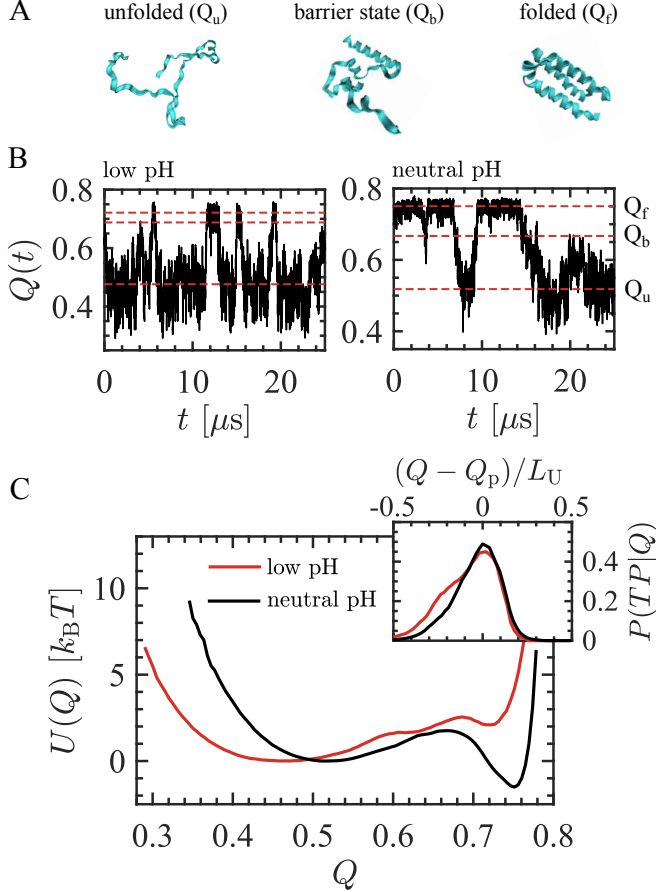 A
unfolded (Q_u)
barrier state (Q_b)
folded (Q_f)
B
low pH
neutral pH
0.8
0.6
0.4
Q(t)
0.8
0.6
0.4
Q_f
Q_b
Q_u
0 10 20
0 10 20
t [μs]
t [μs]
C
(Q − Q_p)/L_U
-0.5 0 0.5
low pH
neutral pH
0.4
0.2
0
P(TP|Q)
10
5
0
U(Q) [k_BT]
0.3 0.4 0.5 0.6 0.7 0.8
Q